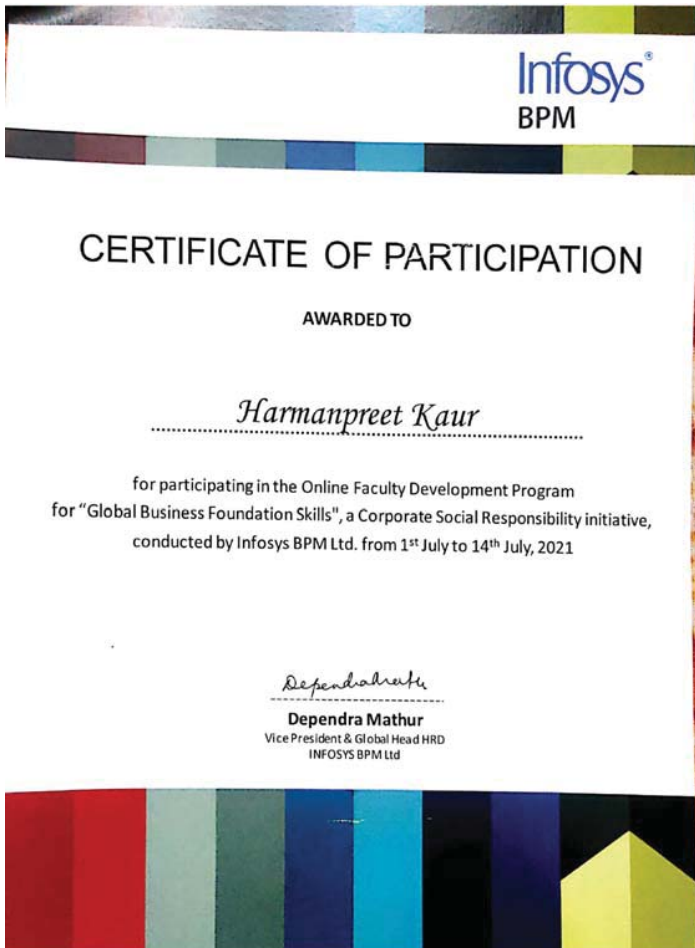 Infosys®
BPM
CERTIFICATE OF PARTICIPATION
AWARDED TO
Harmanpreet Kaur
for participating in the Online Faculty Development Program
for “Global Business Foundation Skills", a Corporate Social Responsibility initiative,
conducted by Infosys BPM Ltd. from 1st July to 14th July, 2021
Dependra Mathur
Vice President & Global Head HRD
INFOSYS BPM Ltd